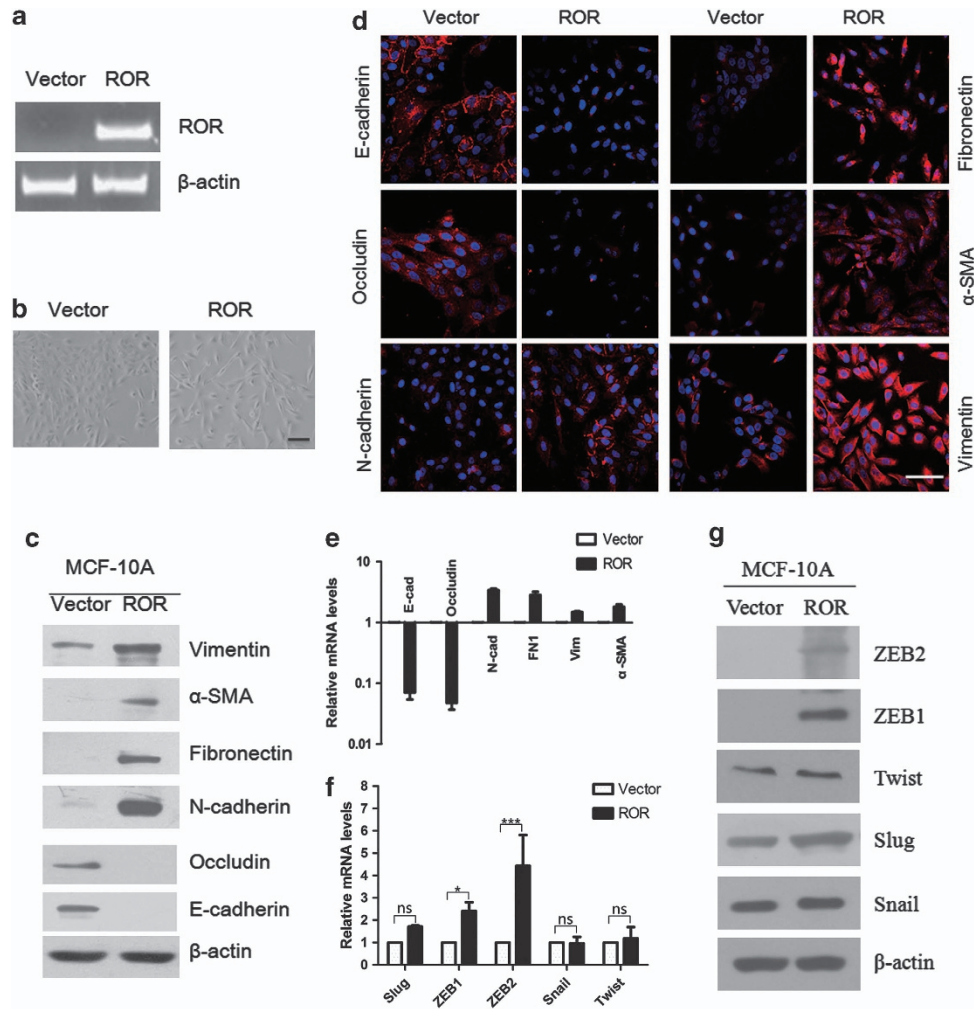 a
Vector ROR
ROR
β-actin
b
Vector ROR
d
Vector ROR Vector ROR
E-cadherin
Fibronectin
Occludin
α-SMA
N-cadherin
Vimentin
c
MCF-10A
Vector ROR
Vimentin
α-SMA
Fibronectin
N-cadherin
Occludin
E-cadherin
β-actin
e
Vector
ROR
Relative mRNA levels
10
1
0.1
0.01
E-cad
Occludin
N-cad
FN1
Vim
α-SMA
f
Vector
ROR
Relative mRNA levels
8
6
4
2
1
0
ns
*
***
ns
ns
Slug
ZEB1
ZEB2
Snail
Twist
g
MCF-10A
Vector ROR
ZEB2
ZEB1
Twist
Slug
Snail
β-actin